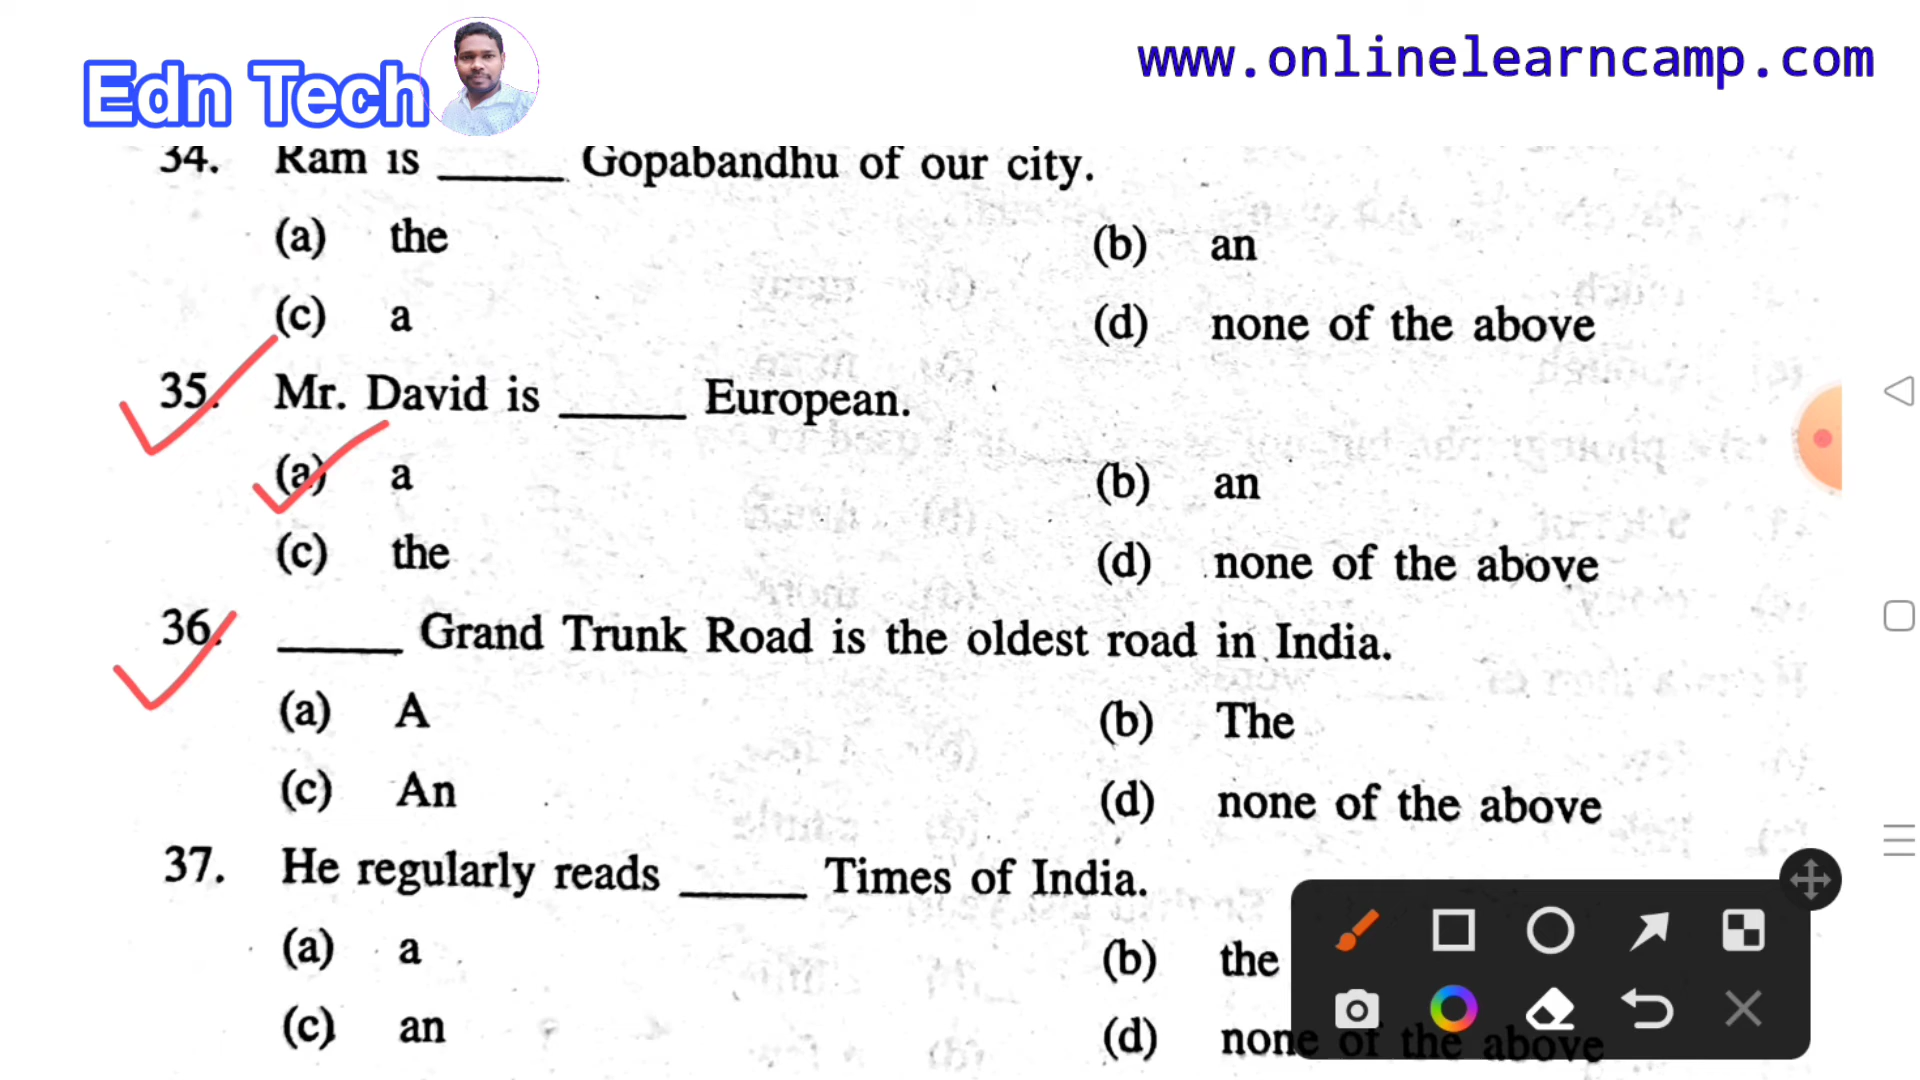 Edn Tech
www.onlinelearncamp.com
34. Ram is _____ Gopabandhu of our city.
(a) the (b) an
(c) a (d) none of the above
35. Mr. David is _____ European.
(a) a (b) an
(c) the (d) none of the above
36. _____ Grand Trunk Road is the oldest road in India.
(a) A (b) The
(c) An (d) none of the above
37. He regularly reads _____ Times of India.
(a) a (b) the
(c) an (d) none of the above